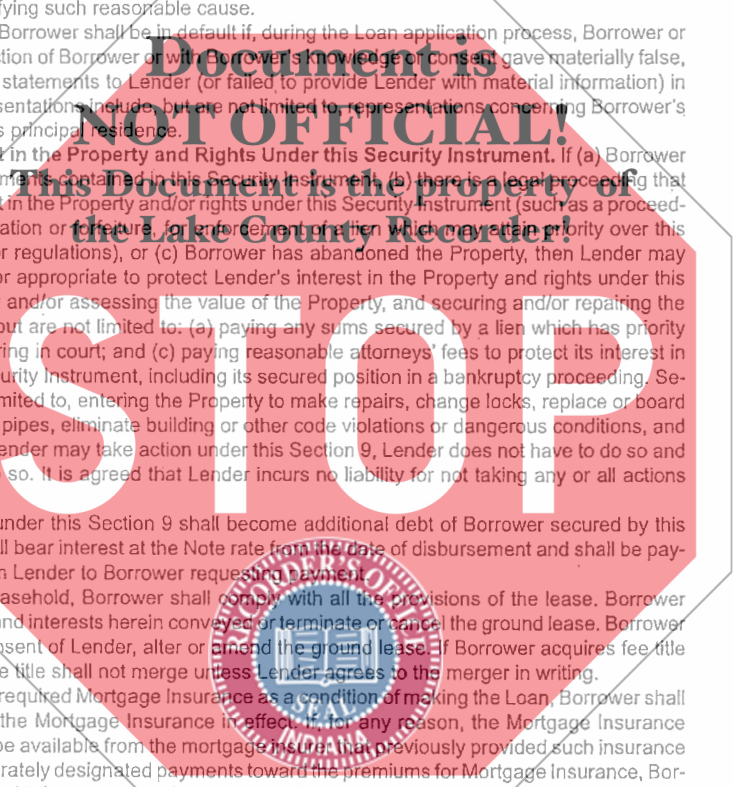 fying such reasonable cause.
Borrower shall be in default if, during the Loan application process, Borrower or
tion of Borrower or with Borrower's knowledge or consent gave materially false,
statements to Lender (or failed to provide Lender with material information) in
sentations include, but are not limited to, representations concerning Borrower's
s principal residence.
t in the Property and Rights Under this Security Instrument. If (a) Borrower
ments contained in this Security Instrument, (b) there is a legal proceeding that
t in the Property and/or rights under this Security Instrument (such as a proceed-
ation or forfeiture, for enforcement of a lien which may attain priority over this
or regulations), or (c) Borrower has abandoned the Property, then Lender may
or appropriate to protect Lender's interest in the Property and rights under this
and/or assessing the value of the Property, and securing and/or repairing the
but are not limited to: (a) paying any sums secured by a lien which has priority
ring in court; and (c) paying reasonable attorneys' fees to protect its interest in
urity Instrument, including its secured position in a bankruptcy proceeding. Se-
mited to, entering the Property to make repairs, change locks, replace or board
pipes, eliminate building or other code violations or dangerous conditions, and
ender may take action under this Section 9, Lender does not have to do so and
so. It is agreed that Lender incurs no liability for not taking any or all actions
under this Section 9 shall become additional debt of Borrower secured by this
ll bear interest at the Note rate from the date of disbursement and shall be pay-
n Lender to Borrower requesting payment.
asehold, Borrower shall comply with all the provisions of the lease. Borrower
nd interests herein conveyed or terminate or cancel the ground lease. Borrower
nsent of Lender, alter or amend the ground lease. If Borrower acquires fee title
e title shall not merge unless Lender agrees to the merger in writing.
required Mortgage Insurance as a condition of making the Loan, Borrower shall
the Mortgage Insurance in effect. If, for any reason, the Mortgage Insurance
be available from the mortgage insurer that previously provided such insurance
rately designated payments toward the premiums for Mortgage Insurance, Bor-
Document is
NOT OFFICIAL!
This Document is the property of
the Lake County Recorder!
STOP
RECORDER'S OFFICE
SEAL
INDIANA